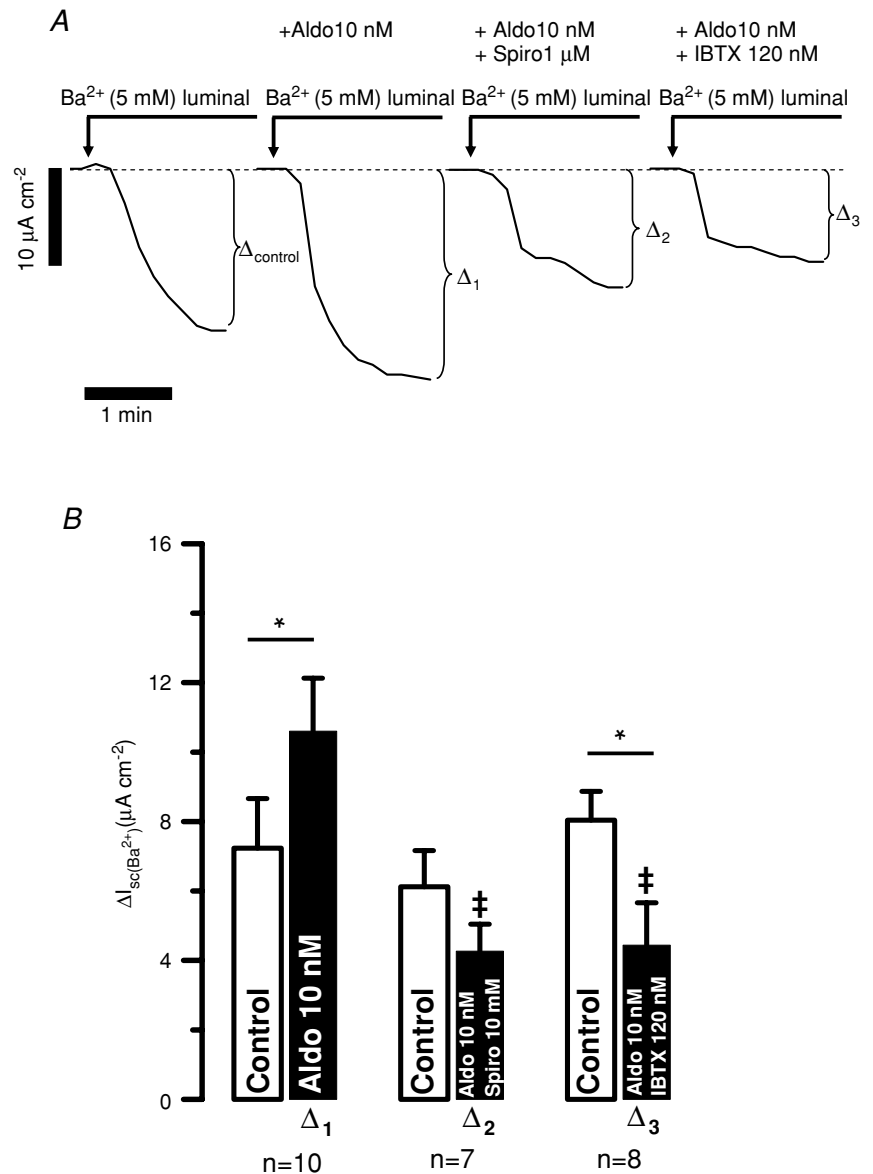 A
+Aldo10 nM
+ Aldo10 nM
+ Spiro1 μM
+ Aldo10 nM
+ IBTX 120 nM
Ba²⁺ (5 mM) luminal
Ba²⁺ (5 mM) luminal
Ba²⁺ (5 mM) luminal
Ba²⁺ (5 mM) luminal
10 μA cm⁻²
Δcontrol
Δ₁
Δ₂
Δ₃
1 min
B
16
12
8
4
0
ΔIsc(Ba²⁺)(μA cm⁻²)
*
*
‡
‡
Control
Aldo 10 nM
Control
Aldo 10 nM
Spiro 10 mM
Control
Aldo 10 nM
IBTX 120 nM
Δ₁
Δ₂
Δ₃
n=10
n=7
n=8